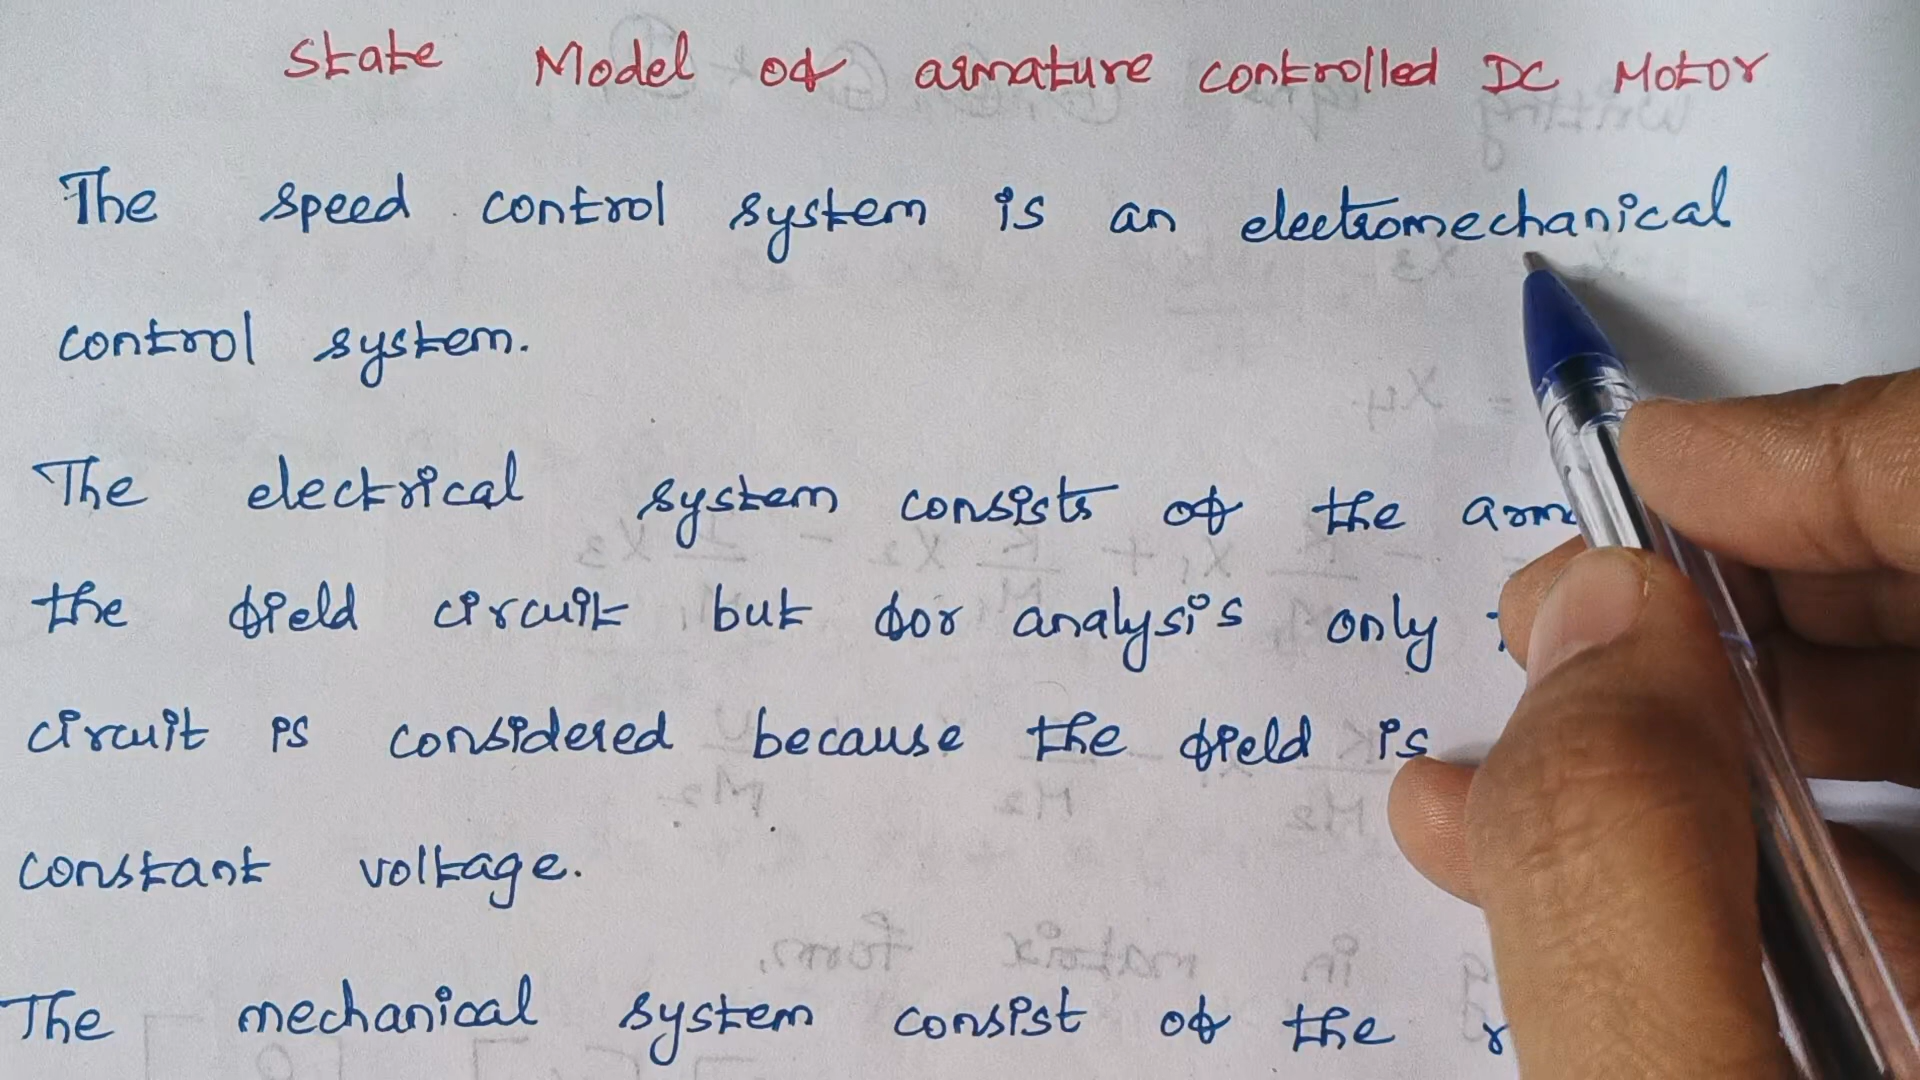 State Model of armature controlled DC Motor
The speed control system is an electromechanical
control system.
The electrical system consists of the
the field circuit but for analysis only
circuit is considered because the field is
constant voltage.
The mechanical system consist of the